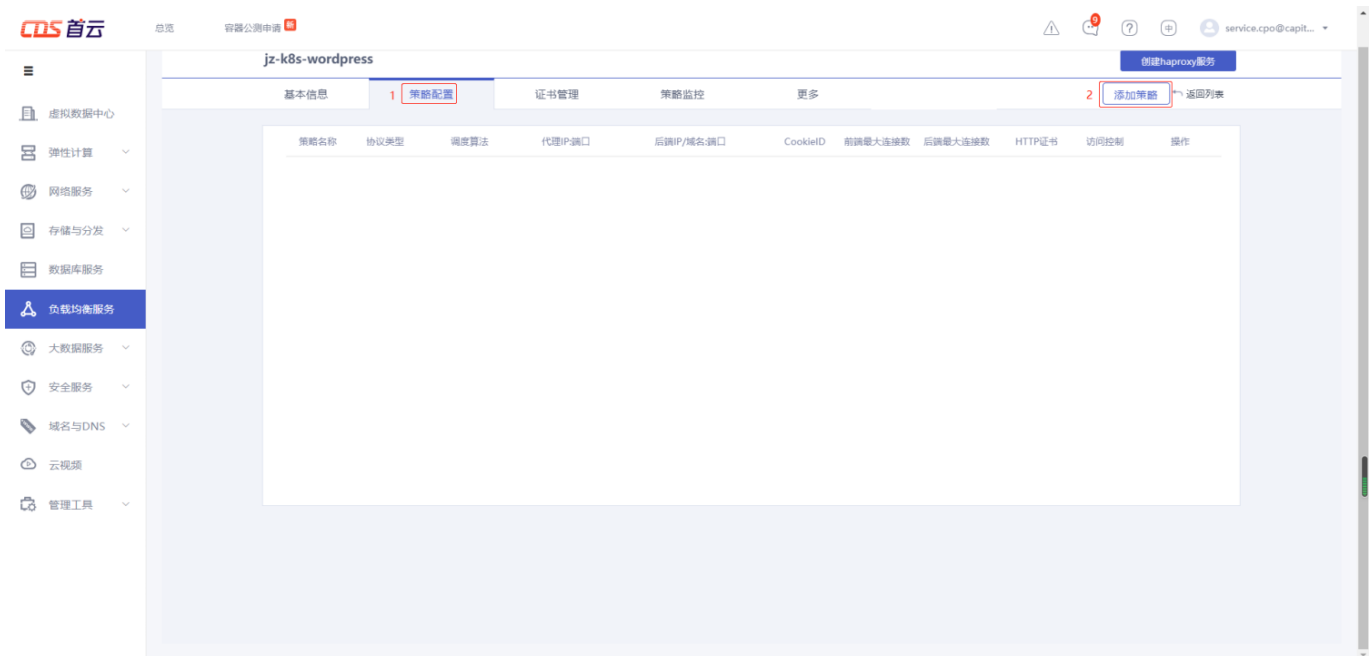 CDS 首云 总览 容器公测申请 新 9 ? 中 service.cpo@capit...
jz-k8s-wordpress 创建haproxy服务
基本信息 1 策略配置 证书管理 策略监控 更多 2 添加策略 返回列表
策略名称 协议类型 调度算法 代理IP:端口 后端IP/域名:端口 CookieID 前端最大连接数 后端最大连接数 HTTP证书 访问控制 操作
虚拟数据中心
弹性计算
网络服务
存储与分发
数据库服务
负载均衡服务
大数据服务
安全服务
域名与DNS
云视频
管理工具